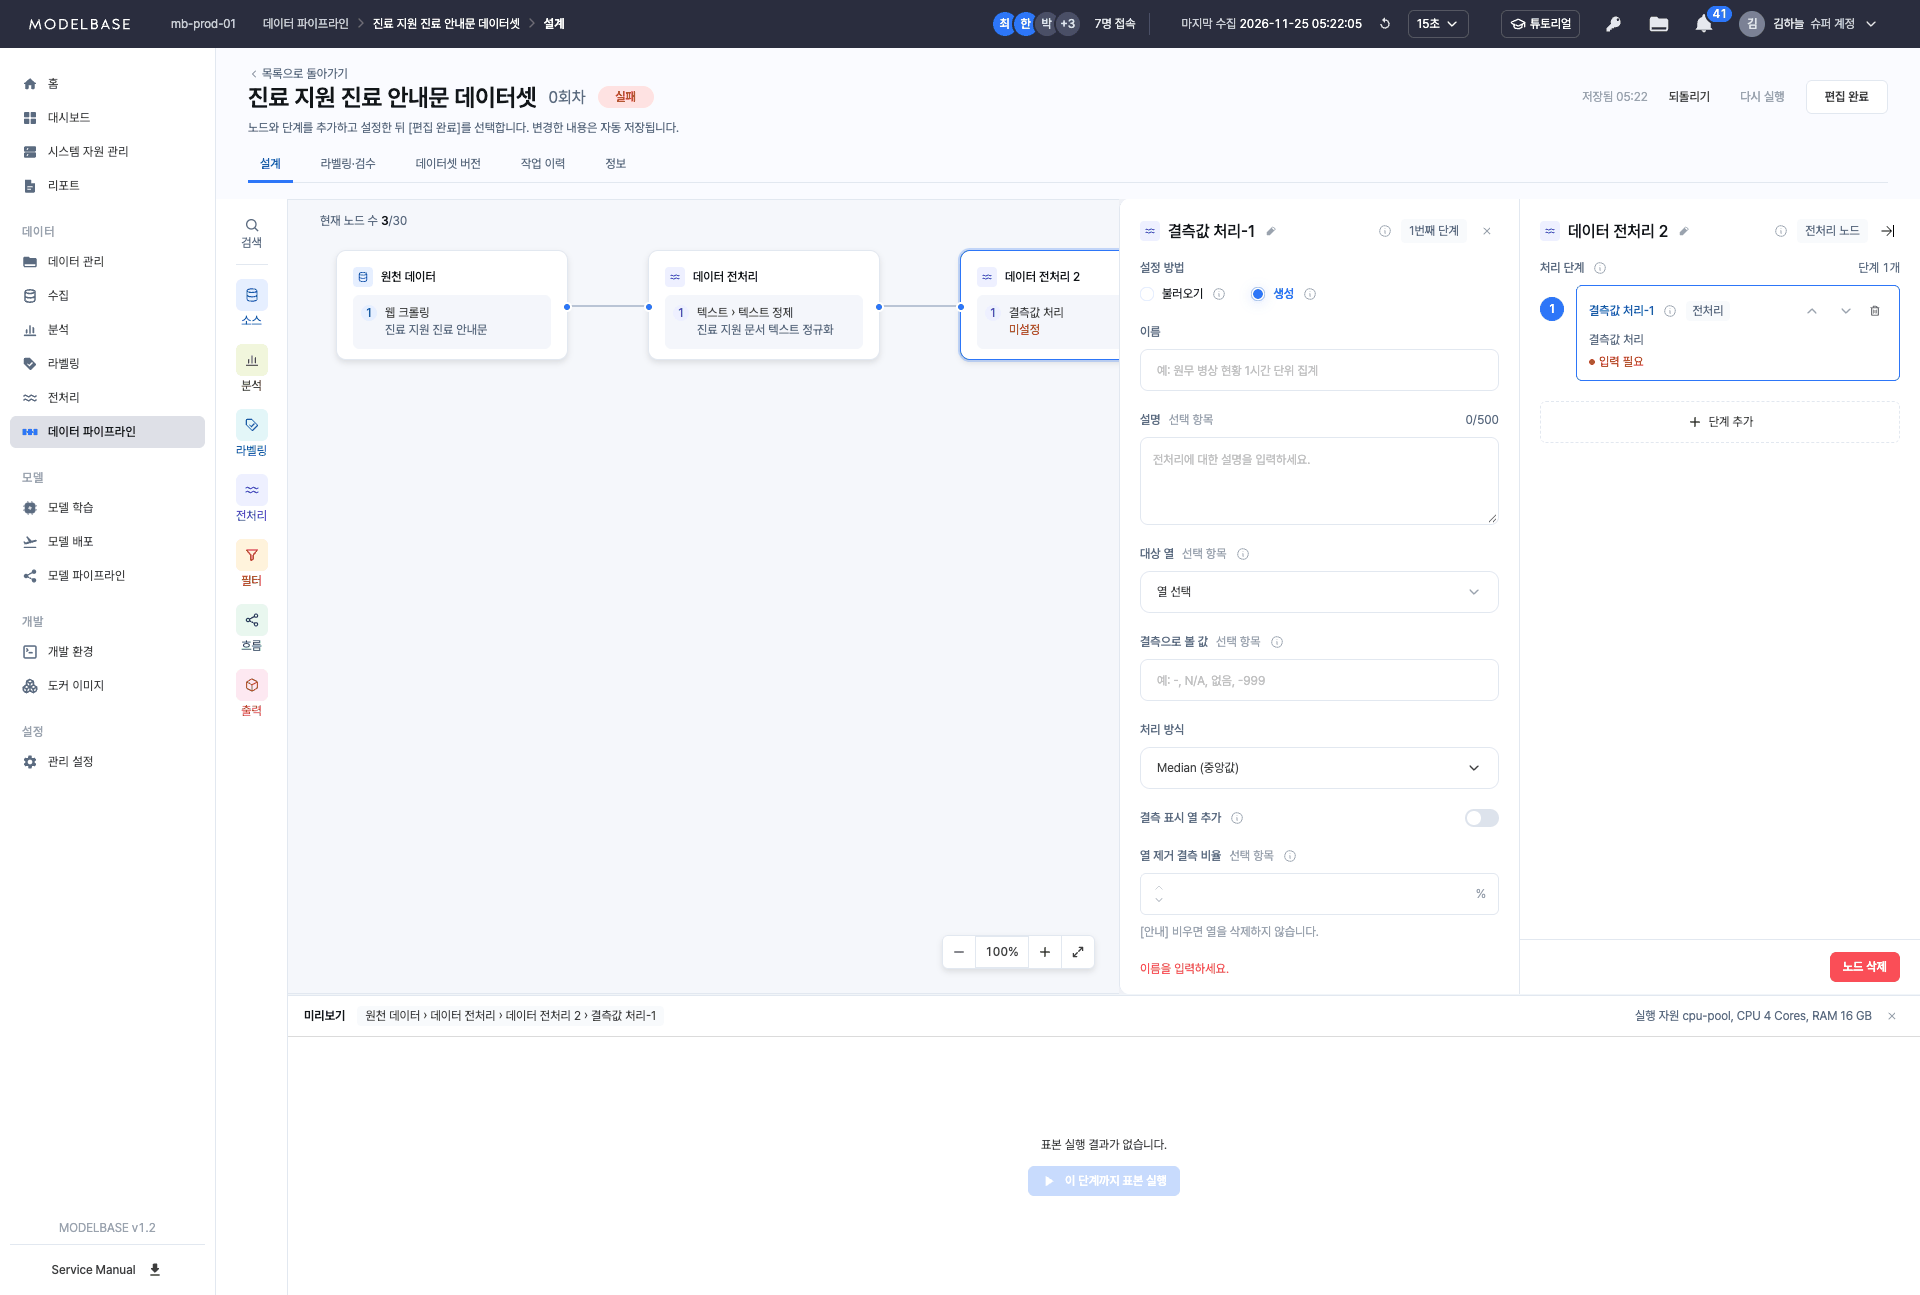 MODELBASE
mb-prod-01
데이터 파이프라인 > 진료 지원 진료 안내문 데이터셋 > 설계
최 한 박 +3 7명 접속
마지막 수집 2026-11-25 05:22:05
15초
튜토리얼
41
김 김하늘 슈퍼 계정
홈
대시보드
시스템 자원 관리
리포트
데이터
데이터 관리
수집
분석
라벨링
전처리
데이터 파이프라인
모델
모델 학습
모델 배포
모델 파이프라인
개발
개발 환경
도커 이미지
설정
관리 설정
MODELBASE v1.2
Service Manual
목록으로 돌아가기
진료 지원 진료 안내문 데이터셋 0회차 실패
노드와 단계를 추가하고 설정한 뒤 [편집 완료]를 선택합니다. 변경한 내용은 자동 저장됩니다.
저장됨 05:22 되돌리기 다시 실행 편집 완료
설계 라벨링·검수 데이터셋 버전 작업 이력 정보
검색
소스
분석
라벨링
전처리
필터
흐름
출력
현재 노드 수 3/30
원천 데이터
1 웹 크롤링
진료 지원 진료 안내문
데이터 전처리
1 텍스트 › 텍스트 정제
진료 지원 문서 텍스트 정규화
데이터 전처리 2
1 결측값 처리
미설정
100%
결측값 처리-1 1번째 단계
설정 방법
불러오기 생성
이름
예: 원무 병상 현황 1시간 단위 집계
설명 선택 항목 0/500
전처리에 대한 설명을 입력하세요.
대상 열 선택 항목
열 선택
결측으로 볼 값 선택 항목
예: -, N/A, 없음, -999
처리 방식
Median (중앙값)
결측 표시 열 추가
열 제거 결측 비율 선택 항목
%
[안내] 비우면 열을 삭제하지 않습니다.
이름을 입력하세요.
데이터 전처리 2 전처리 노드
처리 단계 단계 1개
1 결측값 처리-1 전처리
결측값 처리
입력 필요
단계 추가
노드 삭제
미리보기 원천 데이터 › 데이터 전처리 › 데이터 전처리 2 › 결측값 처리-1
실행 자원 cpu-pool, CPU 4 Cores, RAM 16 GB
표본 실행 결과가 없습니다.
이 단계까지 표본 실행